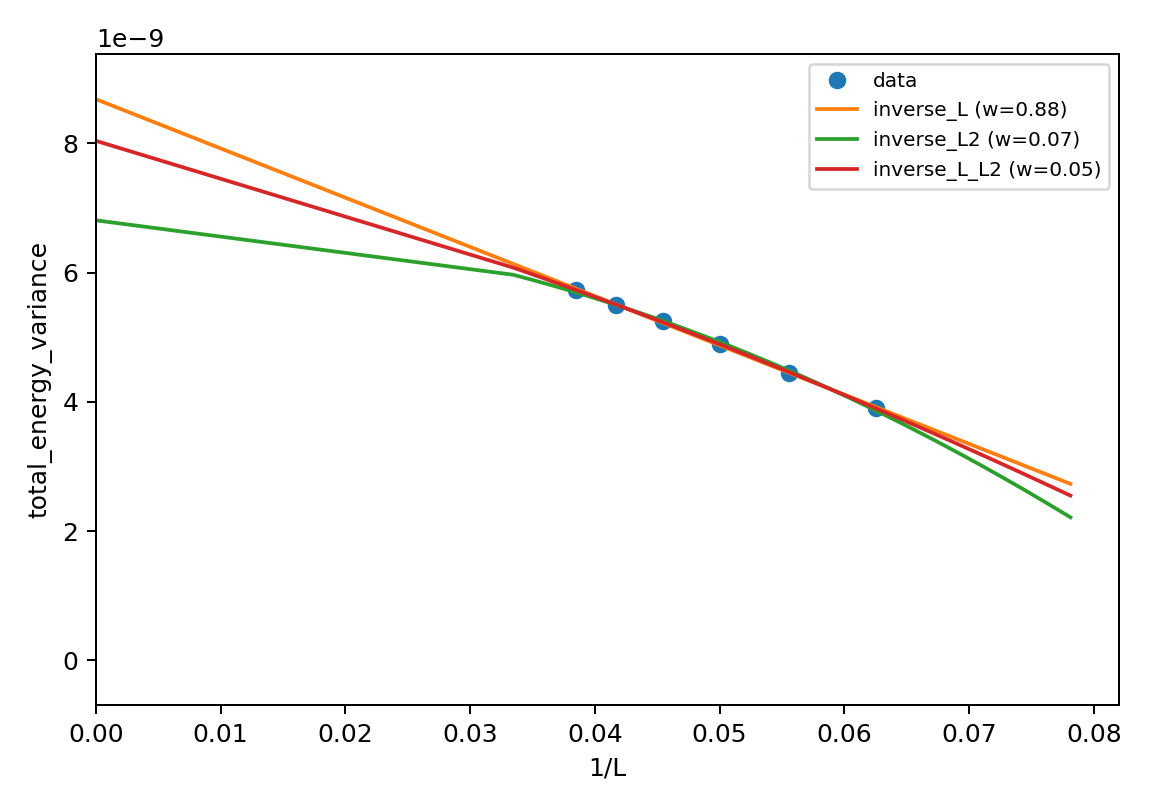 1e−9
total_energy_variance
8
6
4
2
0
data
inverse_L (w=0.88)
inverse_L2 (w=0.07)
inverse_L_L2 (w=0.05)
0.00 0.01 0.02 0.03 0.04 0.05 0.06 0.07 0.08
1/L